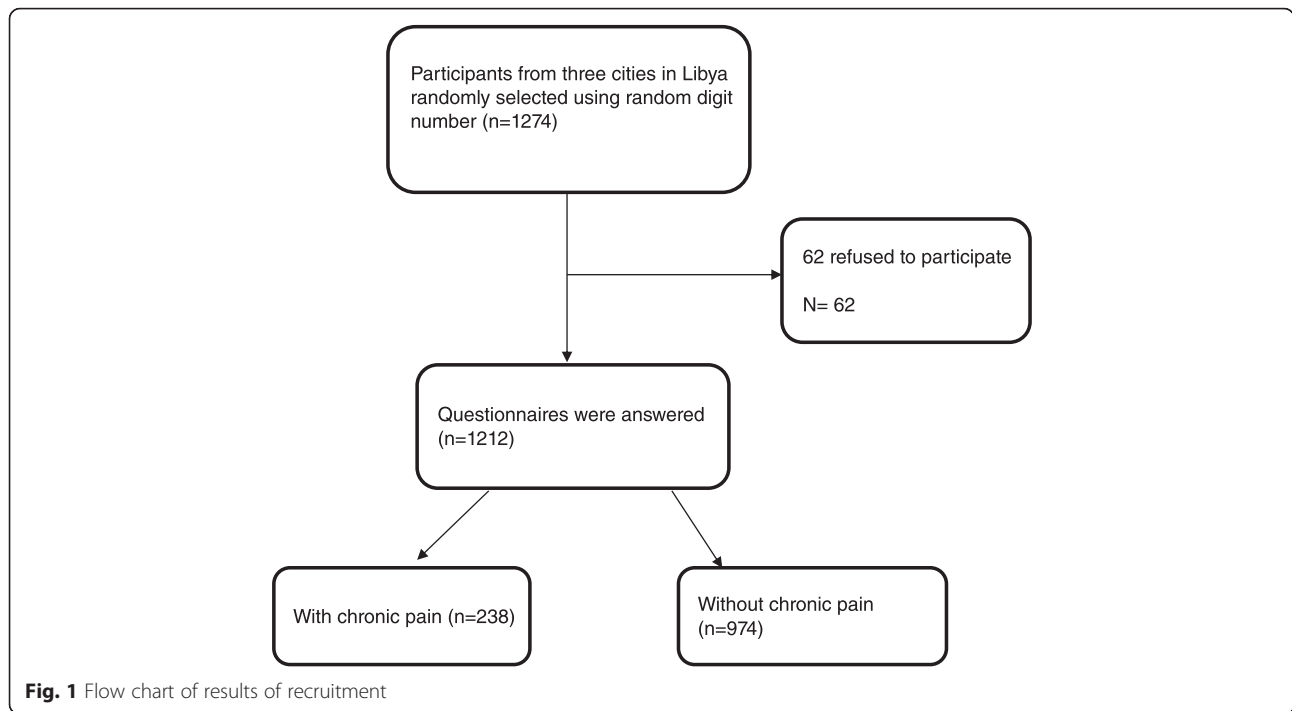 Participants from three cities in Libya
randomly selected using random digit
number (n=1274)
62 refused to participate
N= 62
Questionnaires were answered
(n=1212)
With chronic pain (n=238)
Without chronic pain
(n=974)
Fig. 1 Flow chart of results of recruitment